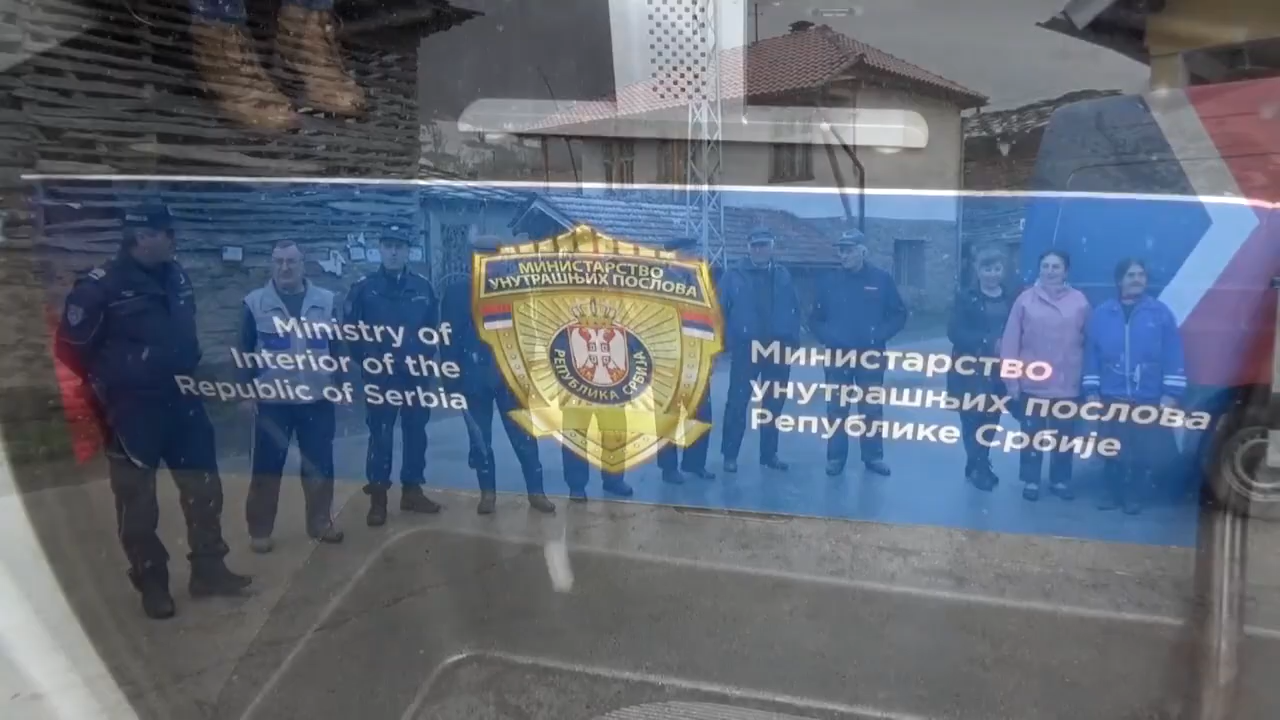 Ministry of
Interior of the
Republic of Serbia
МИНИСТАРСТВО
УНУТРАШЊИХ ПОСЛОВА
РЕПУБЛИКА СРБИЈА
Министарство
унутрашњих послова
Републике Србије